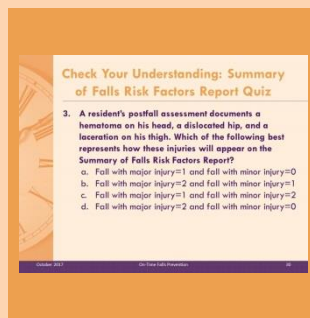 Check Your Understanding: Summary
of Falls Risk Factors Report Quiz
3. A resident's postfall assessment documents a
hematoma on his head, a dislocated hip, and a
laceration on his thigh. Which of the following best
represents how these injuries will appear on the
Summary of Falls Risk Factors Report?
a. Fall with major injury=1 and fall with minor injury=0
b. Fall with major injury=2 and fall with minor injury=1
c. Fall with major injury=1 and fall with minor injury=2
d. Fall with major injury=2 and fall with minor injury=0
October 2017 On-Time Falls Prevention